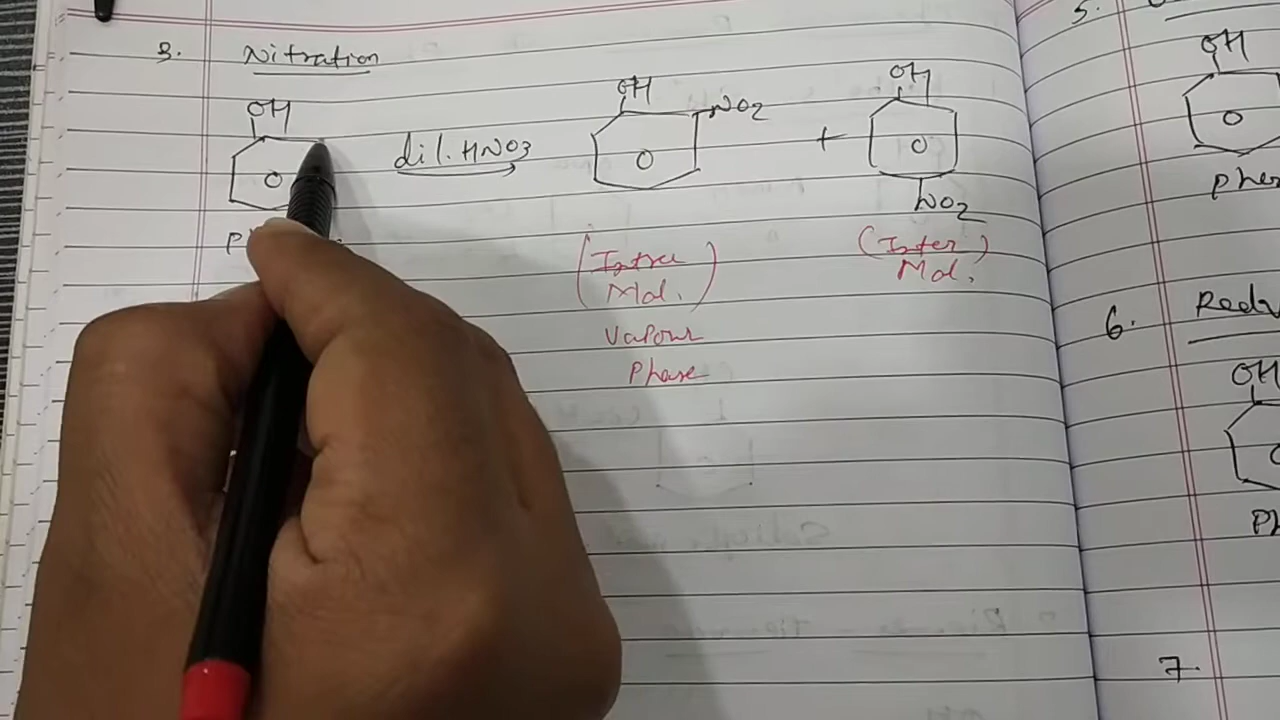 3. Nitration
OH
dil. HNO3
OH
NO2
+
OH
NO2
(Intra
Mol.)
Vapour
Phase
(Inter)
Mol.
5.
OH
6.
OH
7.